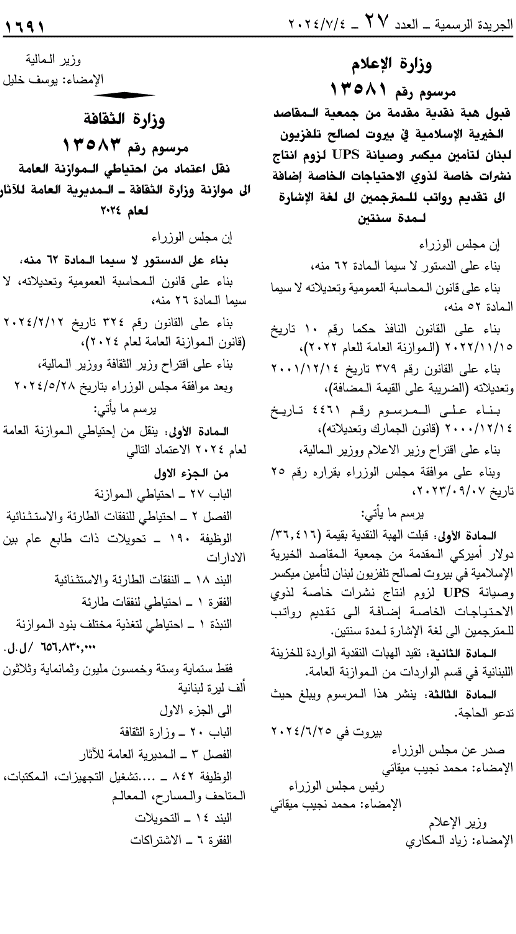 الجريدة الرسمية ــ العدد ٢٧ ــ ٢٠٢٤/٧/٤
١٦٩١
وزارة الإعلام
مرسوم رقم ١٣٥٨١
قبول هبة نقدية مقدمة من جمعية المقاصد
الخيرية الإسلامية في بيروت لصالح تلفزيون
لبنان لتأمين ميكسر وصيانة UPS لزوم انتاج
نشرات خاصة لذوي الاحتياجات الخاصة إضافة
الى تقديم رواتب للمترجمين الى لغة الإشارة
لمدة سنتين
إن مجلس الوزراء
بناء على الدستور لا سيما المادة ٦٢ منه،
بناء على قانون المحاسبة العمومية وتعديلاته لا سيما
المادة ٥٢ منه،
بناء على القانون النافذ حكما رقم ١٠ تاريخ
٢٠٢٢/١١/١٥ (الموازنة العامة للعام ٢٠٢٢)،
بناء على القانون رقم ٣٧٩ تاريخ ٢٠٠١/١٢/١٤
وتعديلاته (الضريبة على القيمة المضافة)،
بناء على المرسوم رقم ٤٤٦١ تاريخ
٢٠٠٠/١٢/١٤ (قانون الجمارك وتعديلاته)،
بناء على اقتراح وزير الاعلام ووزير المالية،
وبناء على موافقة مجلس الوزراء بقراره رقم ٢٥
تاريخ ٢٠٢٣/٠٩/٠٧،
يرسم ما يأتي:
المادة الأولى: قبلت الهبة النقدية بقيمة (٣٦,٤١٦/
دولار أميركي المقدمة من جمعية المقاصد الخيرية
الإسلامية في بيروت لصالح تلفزيون لبنان لتأمين ميكسر
وصيانة UPS لزوم انتاج نشرات خاصة لذوي
الاحتياجات الخاصة إضافة الى تقديم رواتب
للمترجمين الى لغة الإشارة لمدة سنتين.
المادة الثانية: تقيد الهبات النقدية الواردة للخزينة
اللبنانية في قسم الواردات من الموازنة العامة.
المادة الثالثة: ينشر هذا المرسوم ويبلغ حيث
تدعو الحاجة.
بيروت في ٢٠٢٤/٦/٢٥
صدر عن مجلس الوزراء
الإمضاء: محمد نجيب ميقاتي
رئيس مجلس الوزراء
الإمضاء: محمد نجيب ميقاتي
وزير الإعلام
الإمضاء: زياد المكاري
وزير المالية
الإمضاء: يوسف خليل
وزارة الثقافة
مرسوم رقم ١٣٥٨٣
نقل اعتماد من احتياطي الموازنة العامة
الى موازنة وزارة الثقافة ــ المديرية العامة للآثار
لعام ٢٠٢٤
إن مجلس الوزراء
بناء على الدستور لا سيما المادة ٦٢ منه،
بناء على قانون المحاسبة العمومية وتعديلاته، لا
سيما المادة ٢٦ منه،
بناء على القانون رقم ٣٢٤ تاريخ ٢٠٢٤/٢/١٢
(قانون الموازنة العامة لعام ٢٠٢٤)،
بناء على اقتراح وزير الثقافة ووزير المالية،
وبعد موافقة مجلس الوزراء بتاريخ ٢٠٢٤/٥/٢٨
يرسم ما يأتي:
المادة الأولى: ينقل من إحتياطي الموازنة العامة
لعام ٢٠٢٤ الاعتماد التالي
من الجزء الاول
الباب ٢٧ ــ احتياطي الموازنة
الفصل ٢ ــ احتياطي للنفقات الطارئة والاستثنائية
الوظيفة ١٩٠ ــ تحويلات ذات طابع عام بين
الادارات
البند ١٨ ــ النفقات الطارئة والاستثنائية
الفقرة ١ ــ احتياطي لنفقات طارئة
النبذة ١ ــ احتياطي لتغذية مختلف بنود الموازنة
٦٥٦,٨٣٠,٠٠٠ /ل.ل.
فقط ستماية وستة وخمسون مليون وثمانماية وثلاثون
ألف ليرة لبنانية
الى الجزء الاول
الباب ٢٠ ــ وزارة الثقافة
الفصل ٣ ــ المديرية العامة للآثار
الوظيفة ٨٤٢ ــ ....تشغيل التجهيزات، المكتبات،
المتاحف والمسارح، المعالم
البند ١٤ ــ التحويلات
الفقرة ٦ ــ الاشتراكات